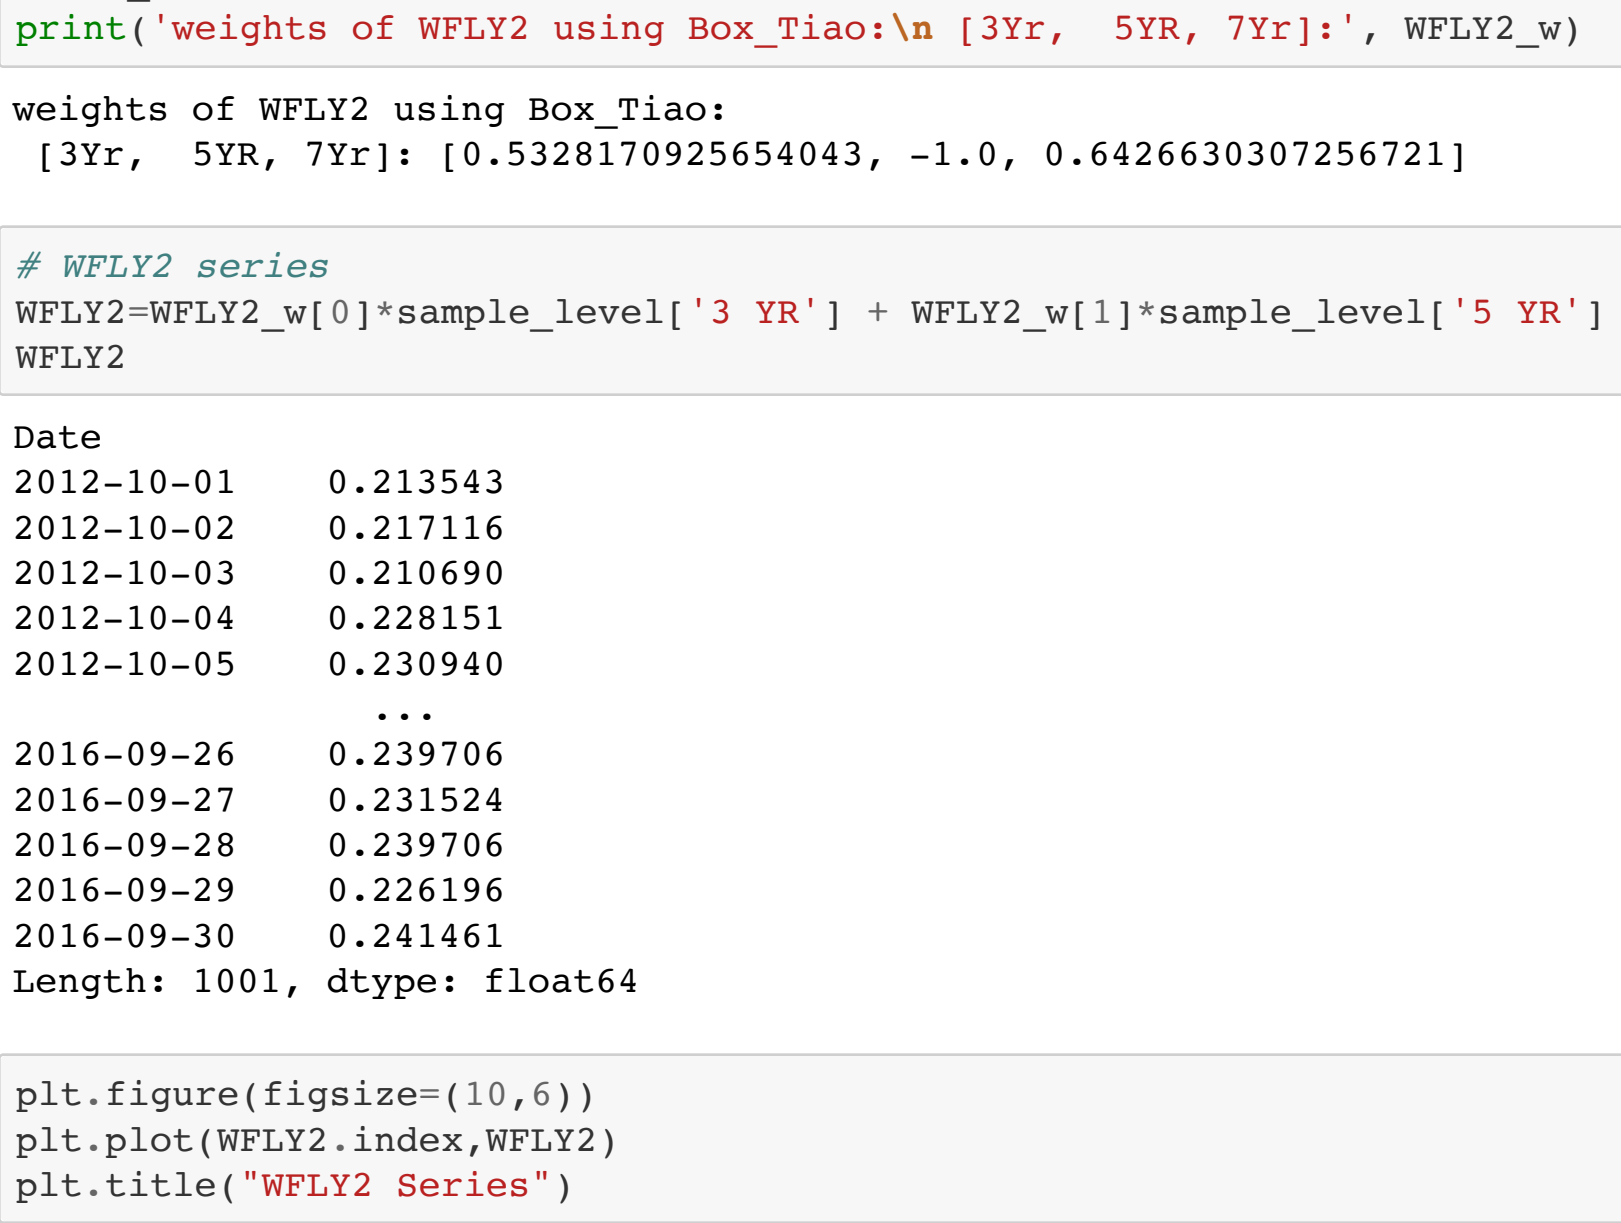 print('weights of WFLY2 using Box_Tiao:\n [3Yr,  5YR, 7Yr]:', WFLY2_w)
weights of WFLY2 using Box_Tiao:
 [3Yr,  5YR, 7Yr]: [0.5328170925654043, -1.0, 0.6426630307256721]
# WFLY2 series
WFLY2=WFLY2_w[0]*sample_level['3 YR'] + WFLY2_w[1]*sample_level['5 YR']
WFLY2
Date
2012-10-01    0.213543
2012-10-02    0.217116
2012-10-03    0.210690
2012-10-04    0.228151
2012-10-05    0.230940
                ...
2016-09-26    0.239706
2016-09-27    0.231524
2016-09-28    0.239706
2016-09-29    0.226196
2016-09-30    0.241461
Length: 1001, dtype: float64
plt.figure(figsize=(10,6))
plt.plot(WFLY2.index,WFLY2)
plt.title("WFLY2 Series")